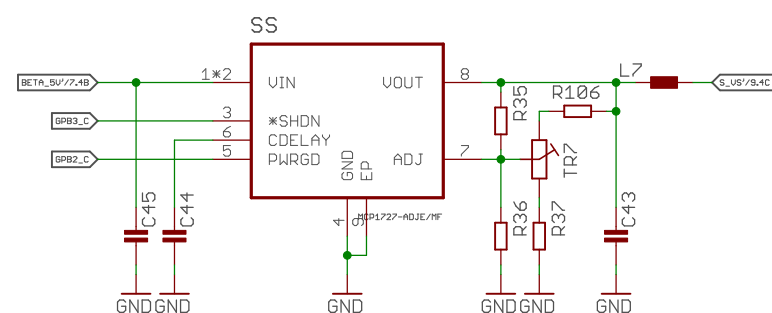 SS
BETA_5V'/7.4B
1*2
VIN
VOUT
8
L7
S_VS'/9.4C
GPB3_C
3
*SHDN
R35
R106
6
CDELAY
GPB2_C
5
PWRGD
GND
EP
ADJ
7
TR7
C45
C44
4
9
MCP1727-ADJE/MF
R36
R37
C43
GND
GND
GND
GND
GND
GND